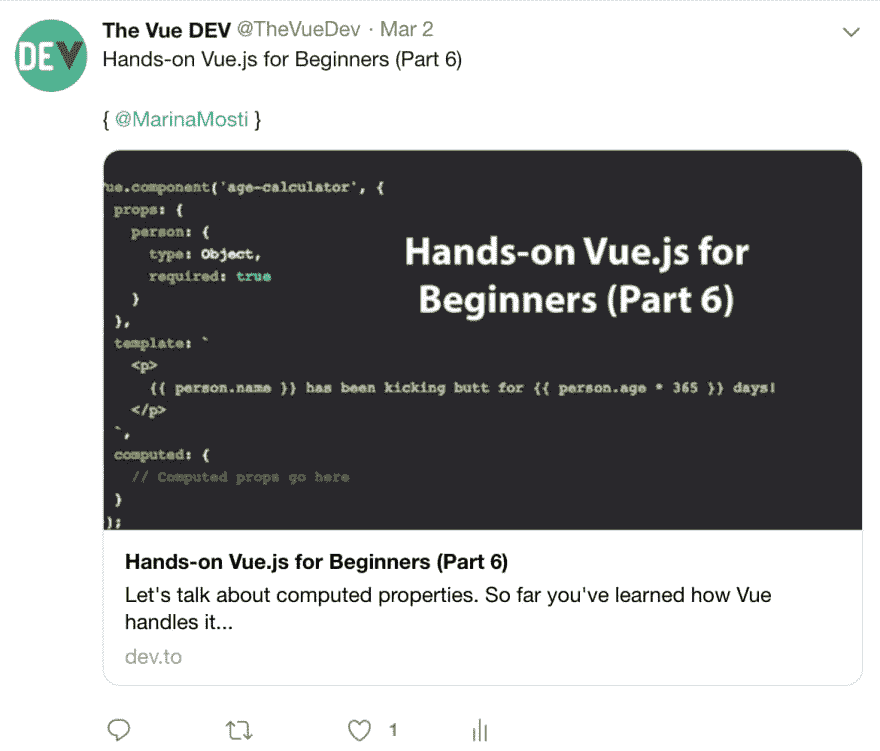 DEV
The Vue DEV @TheVueDev · Mar 2
Hands-on Vue.js for Beginners (Part 6)
{ @MarinaMosti }
ue.component('age-calculator', {
props: {
person: {
type: Object,
required: true
}
},
template: `
<p>
{{ person.name }} has been kicking butt for {{ person.age * 365 }} days!
</p>
`,
computed: {
// Computed props go here
}
);
Hands-on Vue.js for
Beginners (Part 6)
Hands-on Vue.js for Beginners (Part 6)
Let's talk about computed properties. So far you've learned how Vue
handles it...
dev.to
1